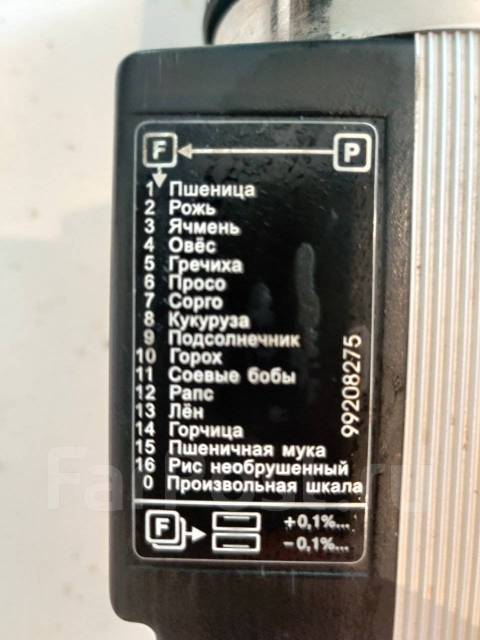 F P
1 Пшеница
2 Рожь
3 Ячмень
4 Овёс
5 Гречиха
6 Просо
7 Сорго
8 Кукуруза
9 Подсолнечник
10 Горох
11 Соевые бобы
12 Рапс
13 Лён
14 Горчица
15 Пшеничная мука
16 Рис необрушенный
0 Произвольная шкала
99208275
F +0,1%...
-0,1%...